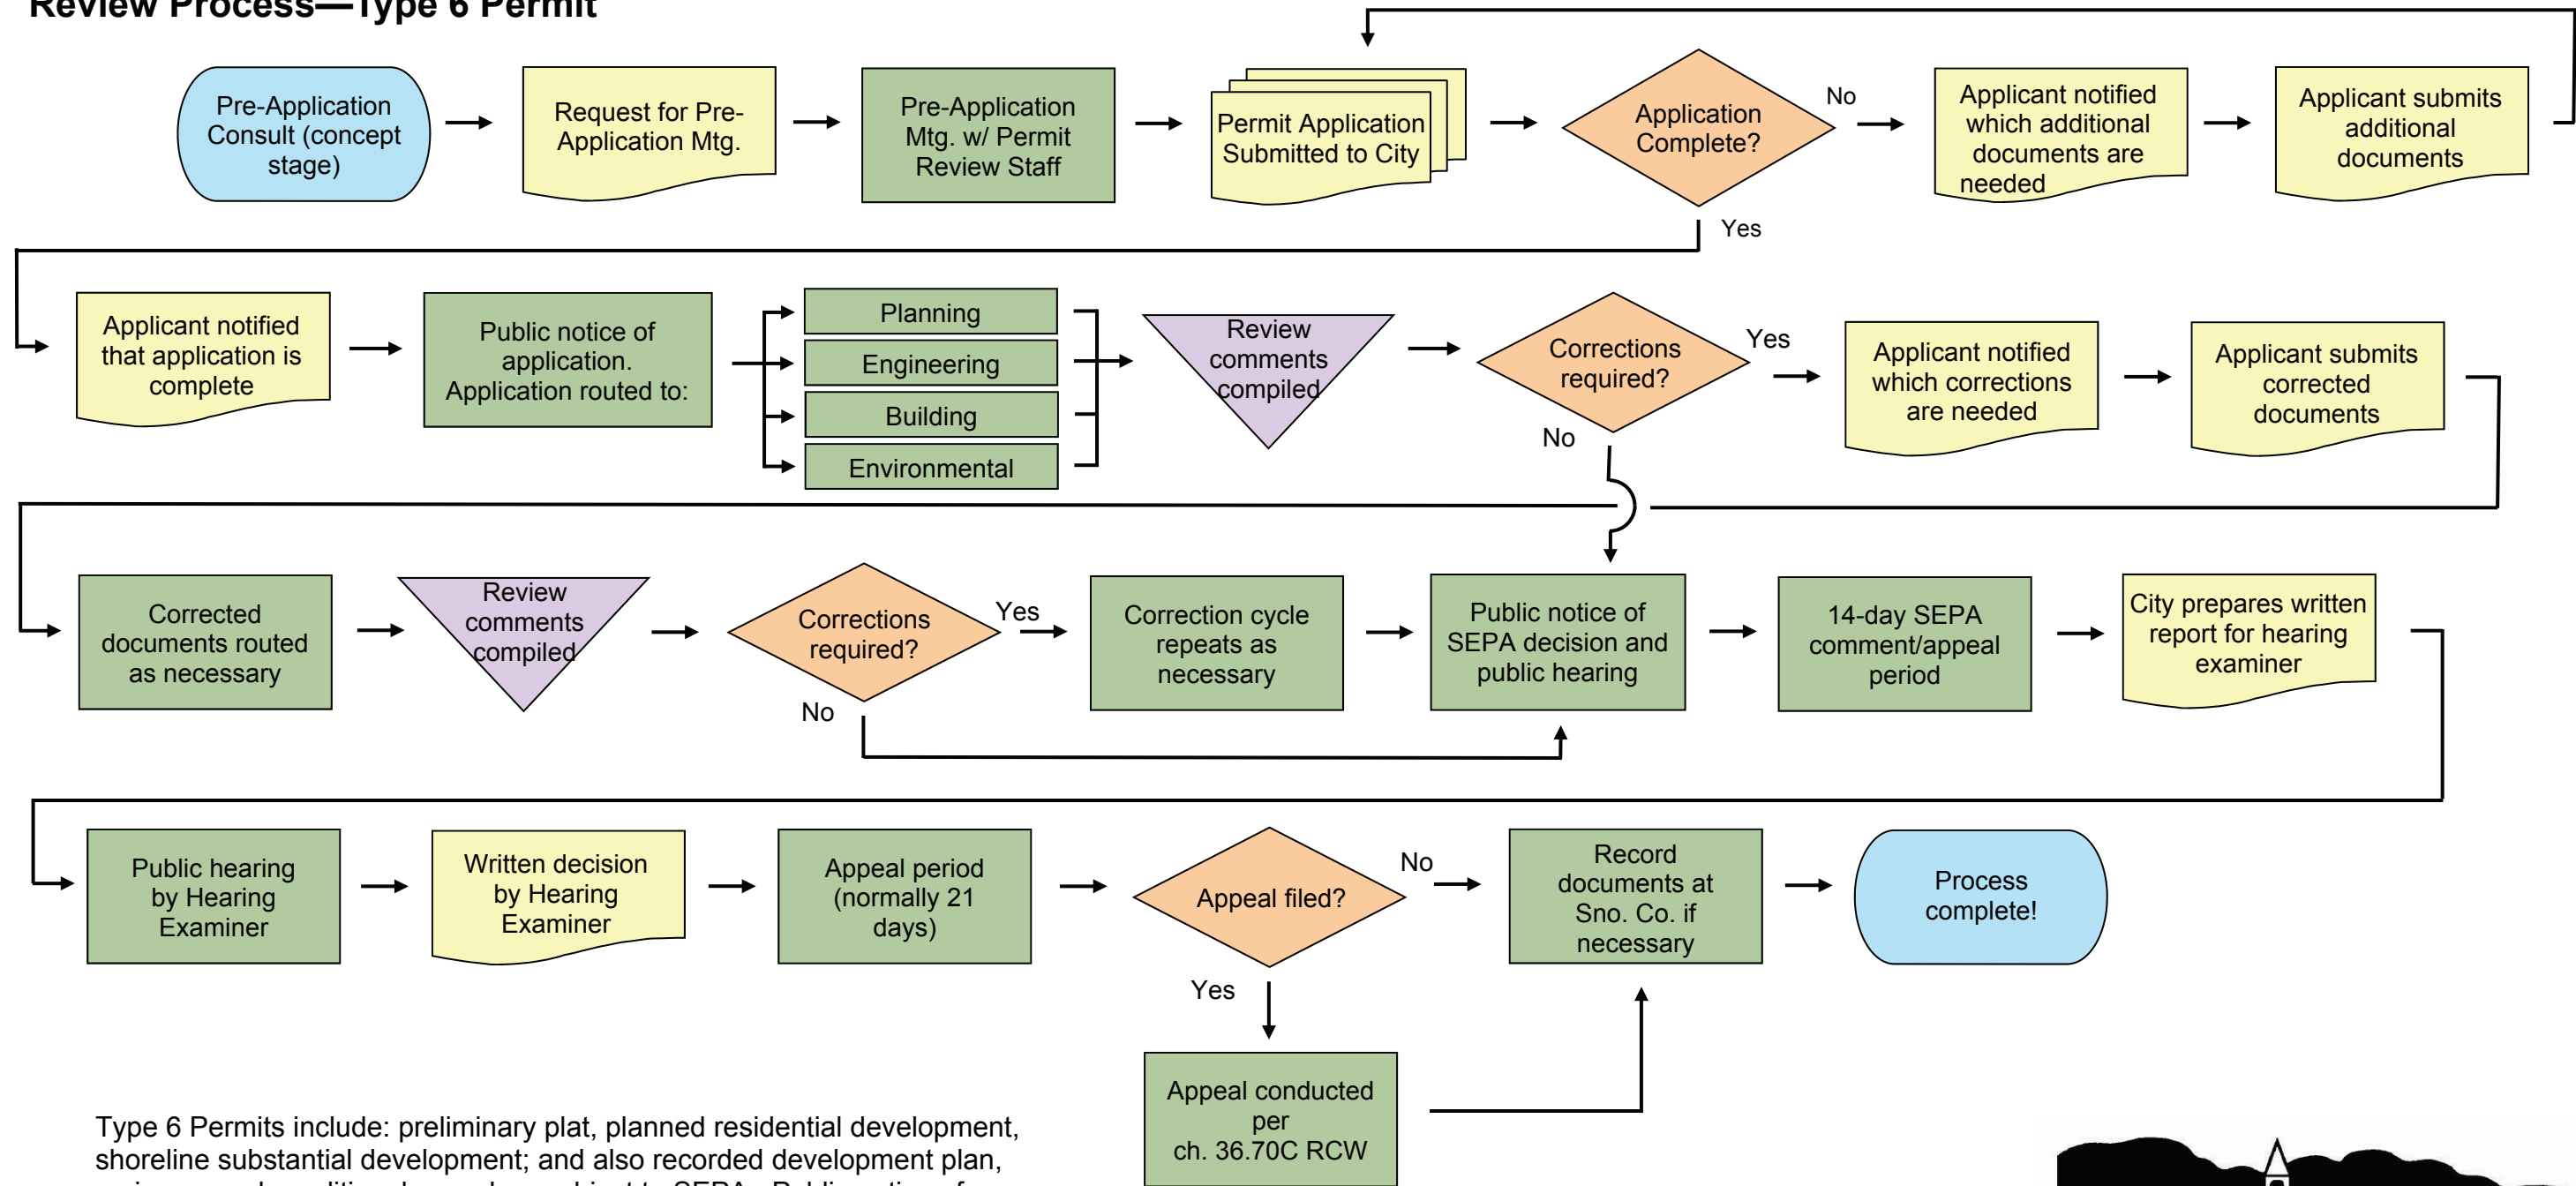 Review Process—Type 6 Permit
Pre-Application
Consult (concept
stage)
Request for Pre-
Application Mtg.
Pre-Application
Mtg. w/ Permit
Review Staff
Permit Application
Submitted to City
Application
Complete?
No
Yes
Applicant notified
which additional
documents are
needed
Applicant submits
additional
documents
Applicant notified
that application is
complete
Public notice of
application.
Application routed to:
Planning
Engineering
Building
Environmental
Review
comments
compiled
Corrections
required?
Yes
No
Applicant notified
which corrections
are needed
Applicant submits
corrected
documents
Corrected
documents routed
as necessary
Review
comments
compiled
Corrections
required?
Yes
No
Correction cycle
repeats as
necessary
Public notice of
SEPA decision and
public hearing
14-day SEPA
comment/appeal
period
City prepares written
report for hearing
examiner
Public hearing
by Hearing
Examiner
Written decision
by Hearing
Examiner
Appeal period
(normally 21
days)
Appeal filed?
No
Yes
Record
documents at
Sno. Co. if
necessary
Process
complete!
Appeal conducted
per
ch. 36.70C RCW
Type 6 Permits include: preliminary plat, planned residential development,
shoreline substantial development; and also recorded development plan,